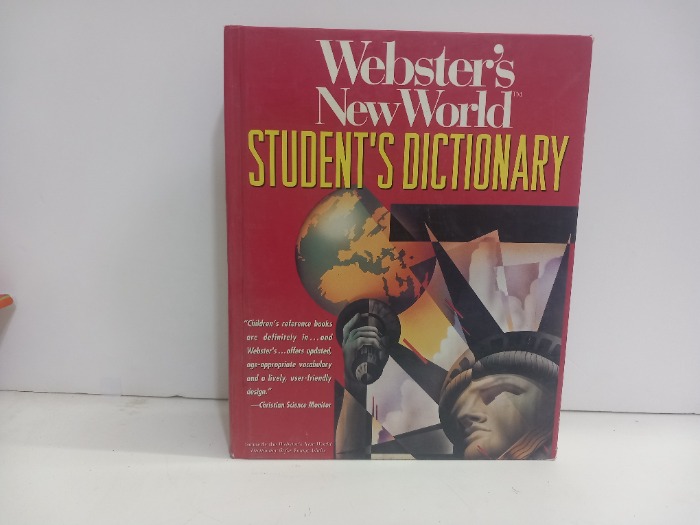 Webster's
New World™
STUDENT'S DICTIONARY
"Children's reference books
are definitely in...and
Webster's...offers updated,
age-appropriate vocabulary
and a lively, user-friendly
design."
—Christian Science Monitor